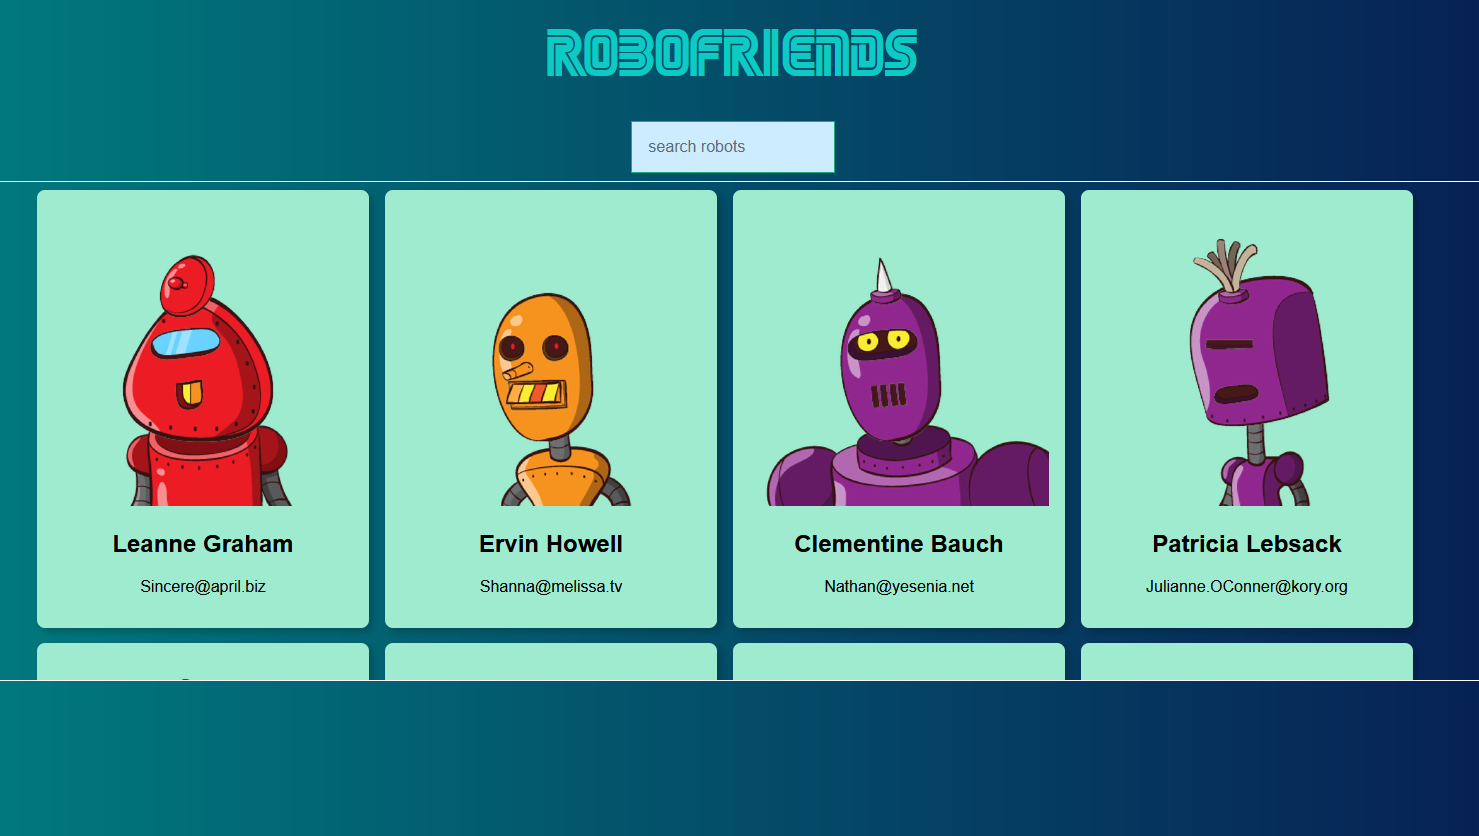 ROBOFRIENDS
search robots
Leanne Graham
Sincere@april.biz
Ervin Howell
Shanna@melissa.tv
Clementine Bauch
Nathan@yesenia.net
Patricia Lebsack
Julianne.OConner@kory.org